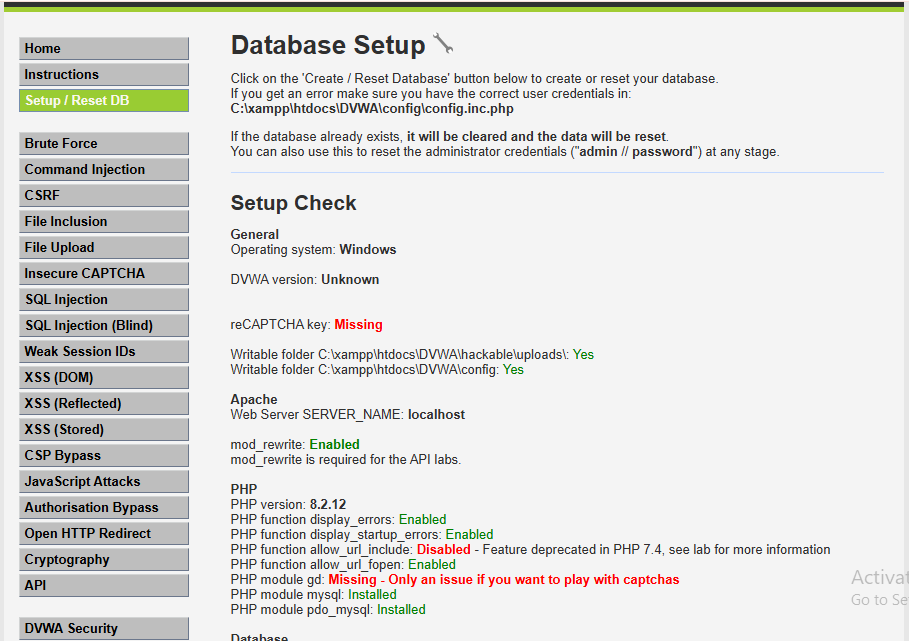 Home
Instructions
Setup / Reset DB
Brute Force
Command Injection
CSRF
File Inclusion
File Upload
Insecure CAPTCHA
SQL Injection
SQL Injection (Blind)
Weak Session IDs
XSS (DOM)
XSS (Reflected)
XSS (Stored)
CSP Bypass
JavaScript Attacks
Authorisation Bypass
Open HTTP Redirect
Cryptography
API
DVWA Security
Database Setup
Click on the 'Create / Reset Database' button below to create or reset your database.
If you get an error make sure you have the correct user credentials in:
C:\xampp\htdocs\DVWA\config\config.inc.php
If the database already exists, it will be cleared and the data will be reset.
You can also use this to reset the administrator credentials ("admin // password") at any stage.
Setup Check
General
Operating system: Windows
DVWA version: Unknown
reCAPTCHA key: Missing
Writable folder C:\xampp\htdocs\DVWA\hackable\uploads\: Yes
Writable folder C:\xampp\htdocs\DVWA\config: Yes
Apache
Web Server SERVER_NAME: localhost
mod_rewrite: Enabled
mod_rewrite is required for the API labs.
PHP
PHP version: 8.2.12
PHP function display_errors: Enabled
PHP function display_startup_errors: Enabled
PHP function allow_url_include: Disabled - Feature deprecated in PHP 7.4, see lab for more information
PHP function allow_url_fopen: Enabled
PHP module gd: Missing - Only an issue if you want to play with captchas
PHP module mysql: Installed
PHP module pdo_mysql: Installed
Database
Activat
Go to Se